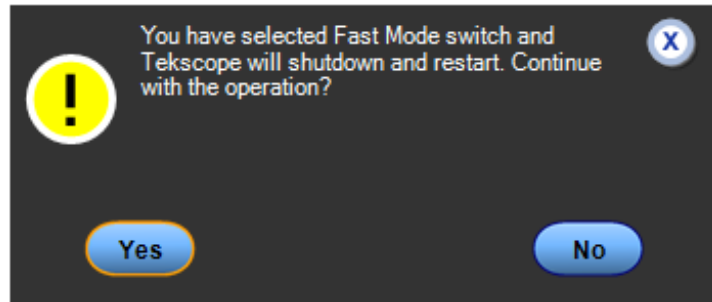 You have selected Fast Mode switch and
Tekscope will shutdown and restart. Continue
with the operation?
X
!
Yes
No